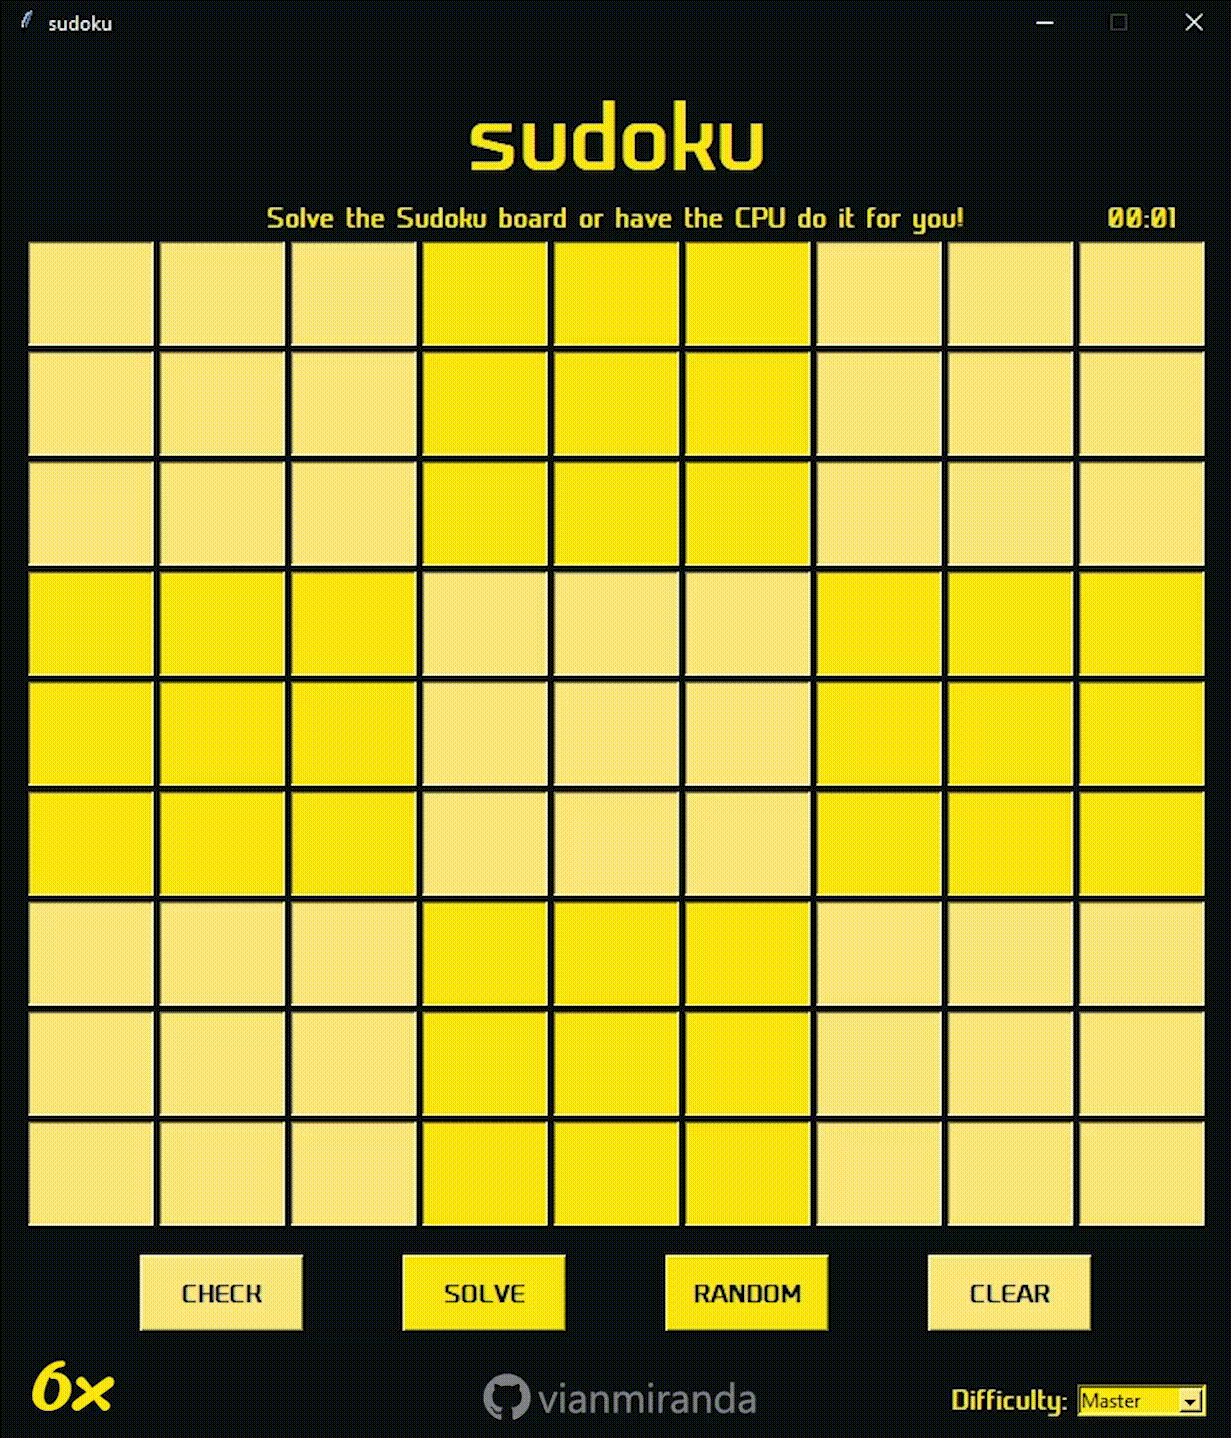 sudoku
sudoku
Solve the Sudoku board or have the CPU do it for you!
00:01
CHECK
SOLVE
RANDOM
CLEAR
6x
vianmiranda
Difficulty: Master